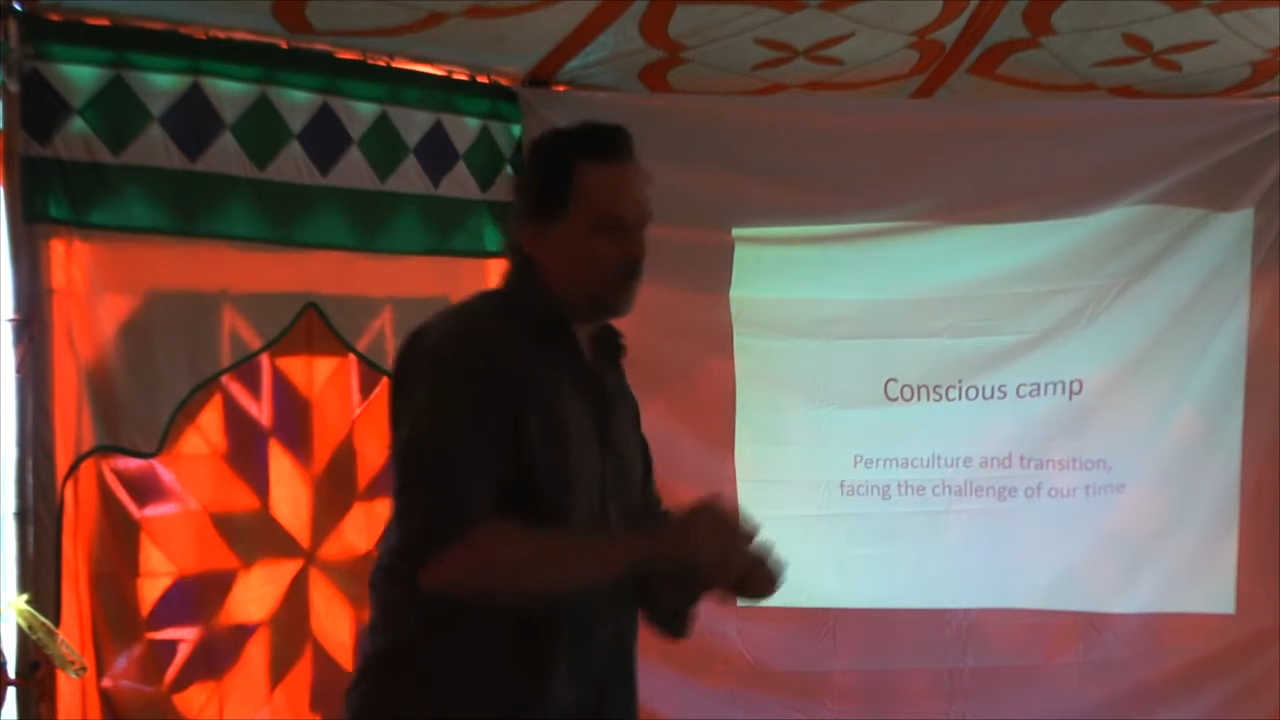 Conscious camp
Permaculture and transition,
facing the challenge of our time